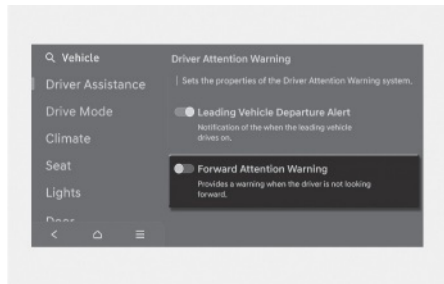 Vehicle
Driver Assistance
Drive Mode
Climate
Seat
Lights
Door
Driver Attention Warning
Sets the properties of the Driver Attention Warning system.
Leading Vehicle Departure Alert
Notification of the when the leading vehicle
drives on.
Forward Attention Warning
Provides a warning when the driver is not looking
forward.